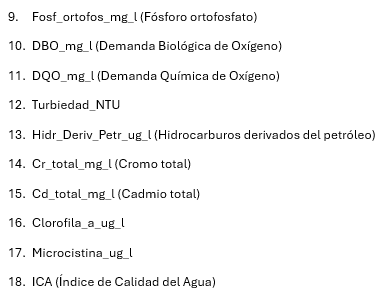 9. Fosf_ortofos_mg_l (Fósforo ortofosfato)
10. DBO_mg_l (Demanda Biológica de Oxígeno)
11. DQO_mg_l (Demanda Química de Oxígeno)
12. Turbiedad_NTU
13. Hidr_Deriv_Petr_ug_l (Hidrocarburos derivados del petróleo)
14. Cr_total_mg_l (Cromo total)
15. Cd_total_mg_l (Cadmio total)
16. Clorofila_a_ug_l
17. Microcistina_ug_l
18. ICA (Índice de Calidad del Agua)